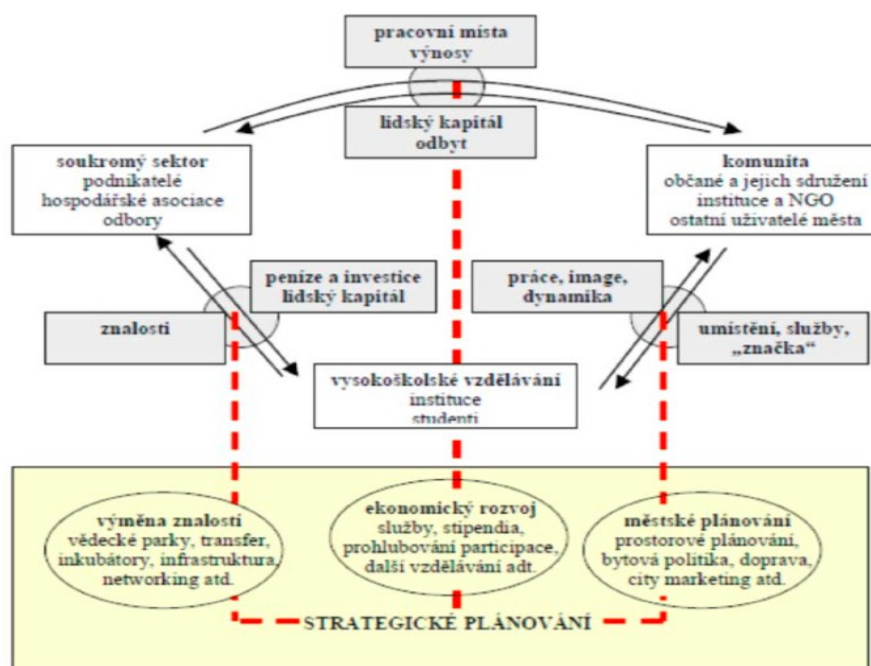 pracovní místa
výnosy
lidský kapitál
odbyt
soukromý sektor
podnikatelé
hospodářské asociace
odbory
komunita
občané a jejich sdružení
instituce a NGO
ostatní uživatelé města
peníze a investice
lidský kapitál
práce, image,
dynamika
znalosti
umístění, služby,
„značka“
vysokoškolské vzdělávání
instituce
studenti
výměna znalostí
vědecké parky, transfer,
inkubátory, infrastruktura,
networking atd.
ekonomický rozvoj
služby, stipendia,
prohlubování participace,
další vzdělávání adt.
městské plánování
prostorové plánování,
bytová politika, doprava,
city marketing atd.
STRATEGICKÉ PLÁNOVÁNÍ